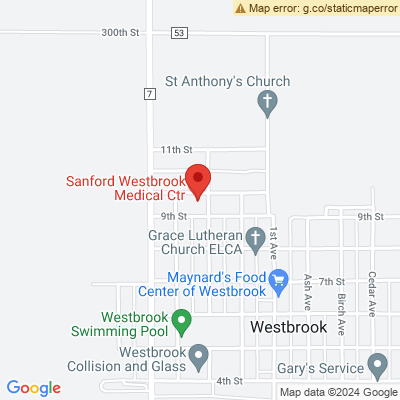 Map error: g.co/staticmaperror
300th St
53
St Anthony's Church
7
11th St
Sanford Westbrook
Medical Ctr
9th St
9th St
1st Ave
Grace Lutheran
Church ELCA
Maynard's Food
Center of Westbrook
7th St
Ash Ave
Birch Ave
Cedar Ave
Westbrook
Swimming Pool
Westbrook
Westbrook
Collision and Glass
Gary's Service
4th St
Google
Map data ©2024 Google